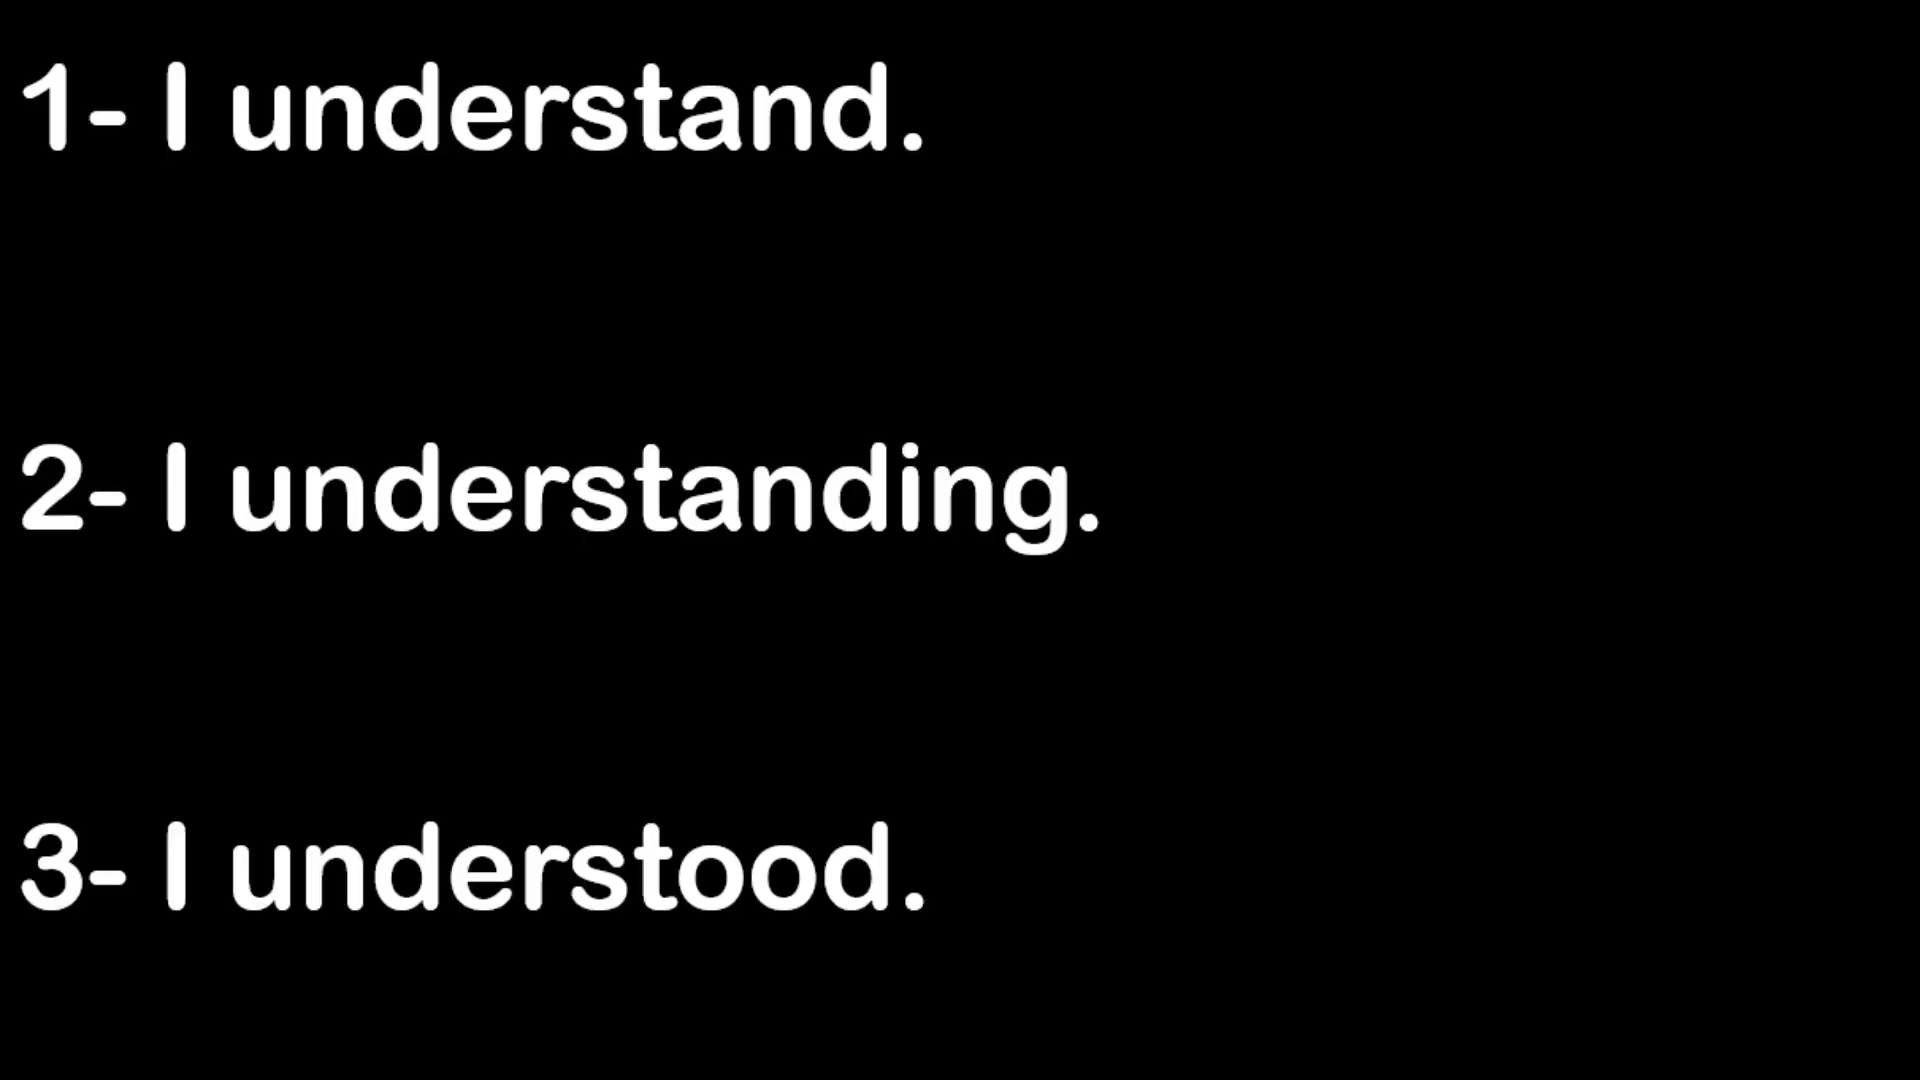 1- I understand.
2- I understanding.
3- I understood.